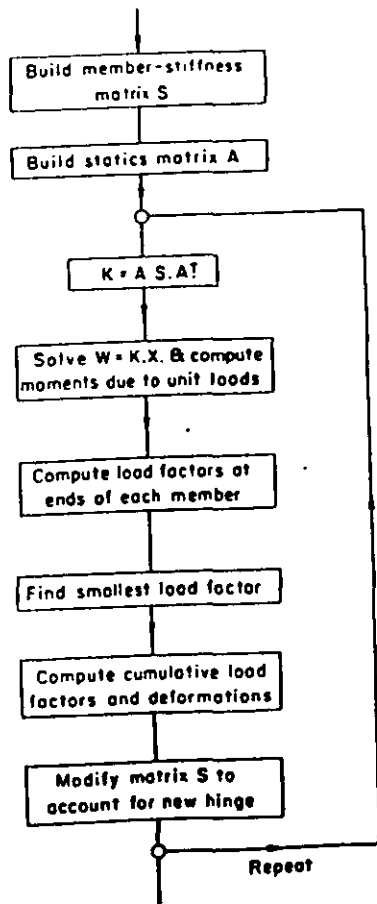 Build member-stiffness
matrix S
Build statics matrix A
K = A S.Aᵀ
Solve W = K.X. & compute
moments due to unit loads
Compute load factors at
ends of each member
Find smallest load factor
Compute cumulative load
factors and deformations
Modify matrix S to
account for new hinge
Repeat